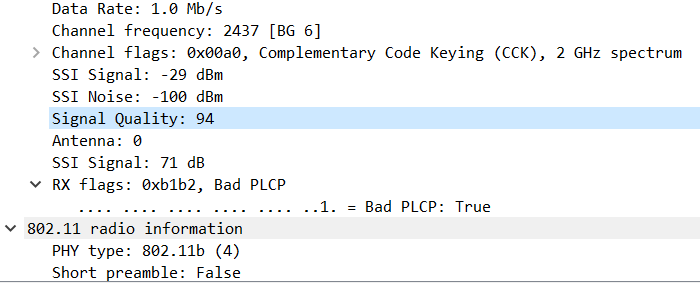 Data Rate: 1.0 Mb/s
Channel frequency: 2437 [BG 6]
Channel flags: 0x00a0, Complementary Code Keying (CCK), 2 GHz spectrum
SSI Signal: -29 dBm
SSI Noise: -100 dBm
Signal Quality: 94
Antenna: 0
SSI Signal: 71 dB
RX flags: 0xb1b2, Bad PLCP
.... .... .... .... .... ..1. = Bad PLCP: True
802.11 radio information
PHY type: 802.11b (4)
Short preamble: False